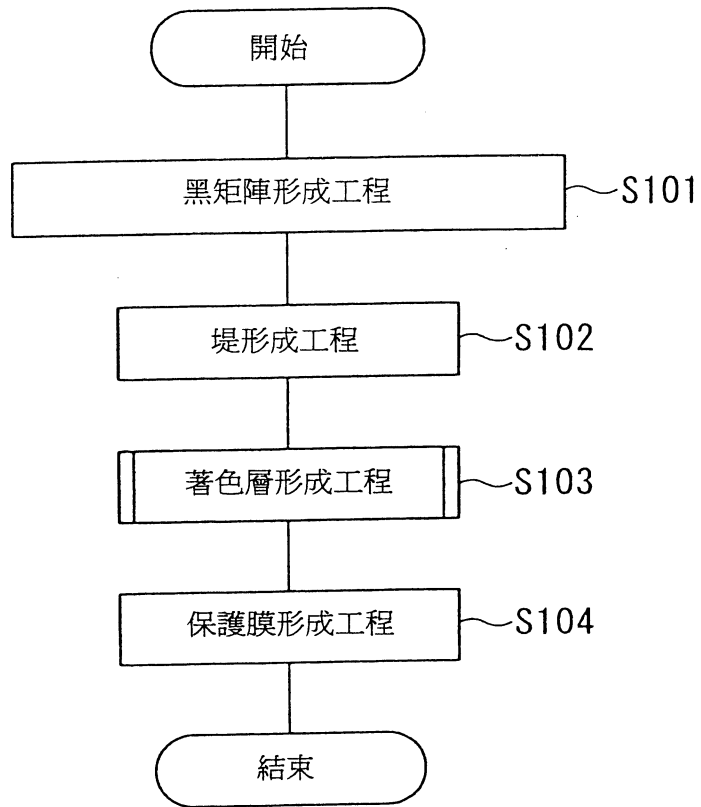 開始
黑矩陣形成工程
S101
堤形成工程
S102
著色層形成工程
S103
保護膜形成工程
S104
結束